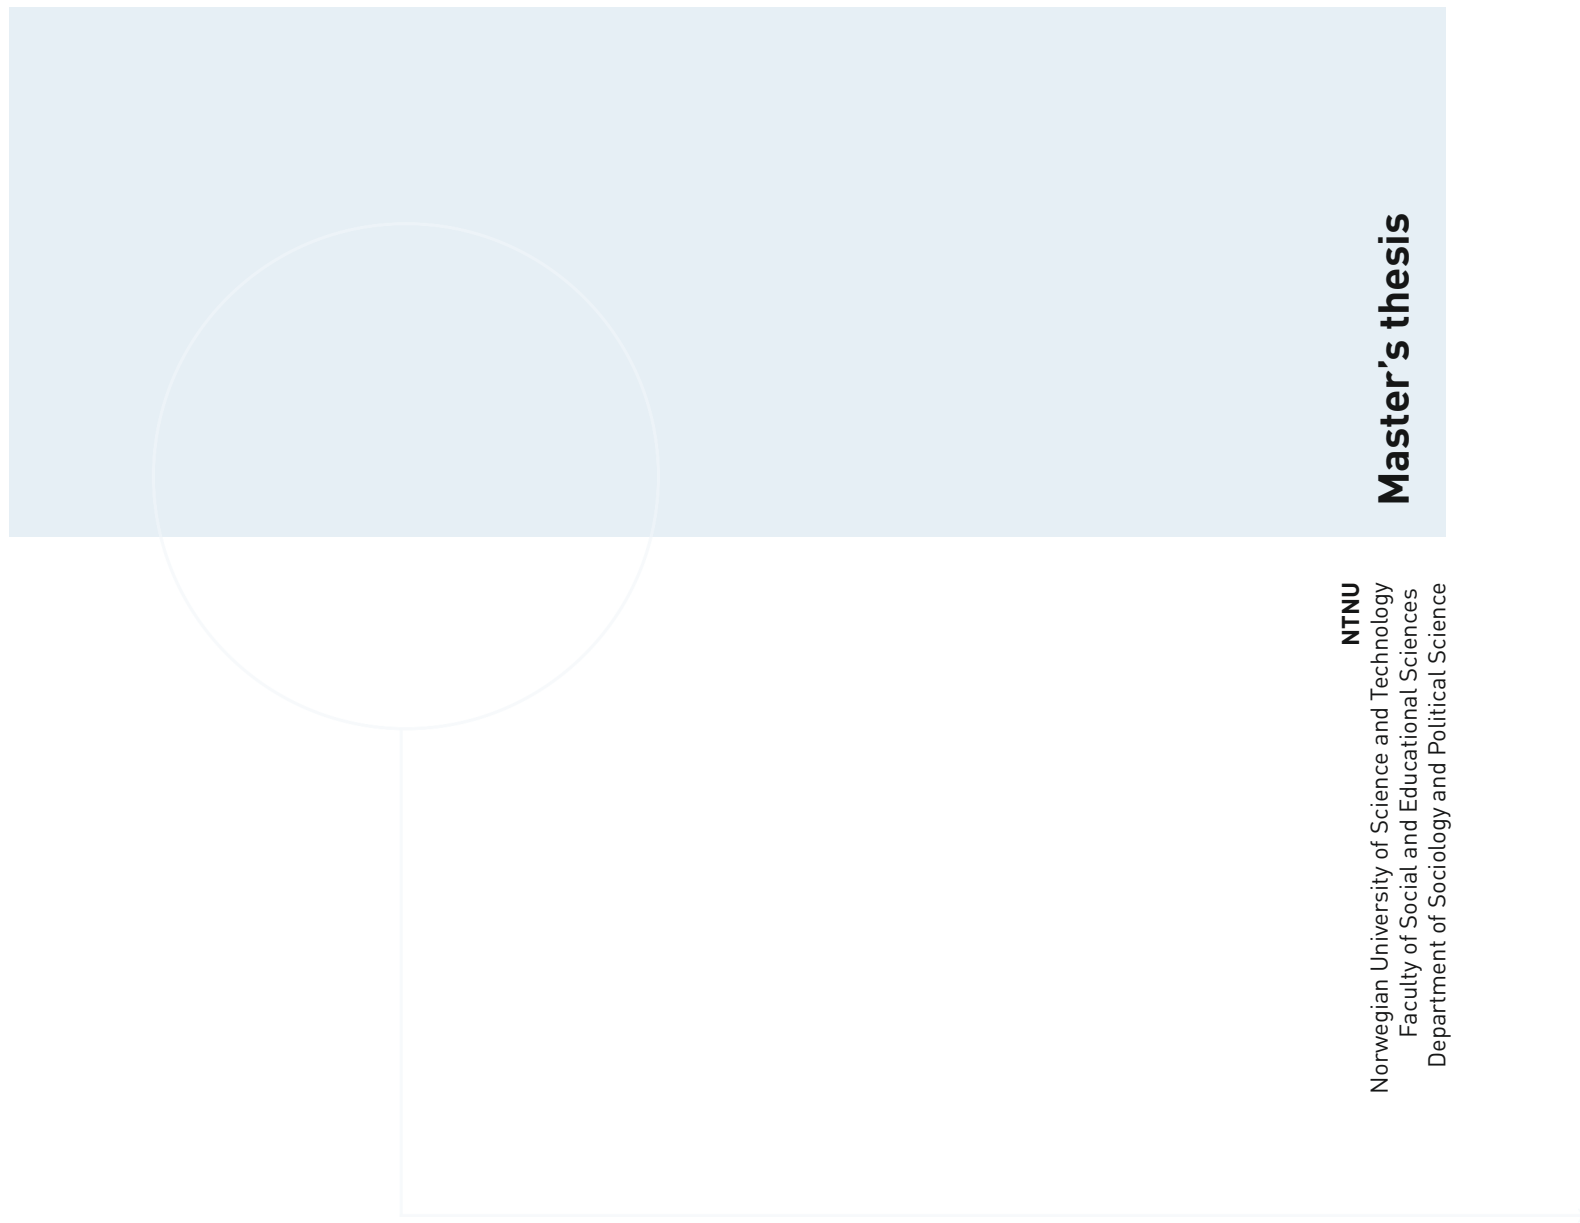 Master's thesis
NTNU
Norwegian University of Science and Technology
Faculty of Social and Educational Sciences
Department of Sociology and Political Science